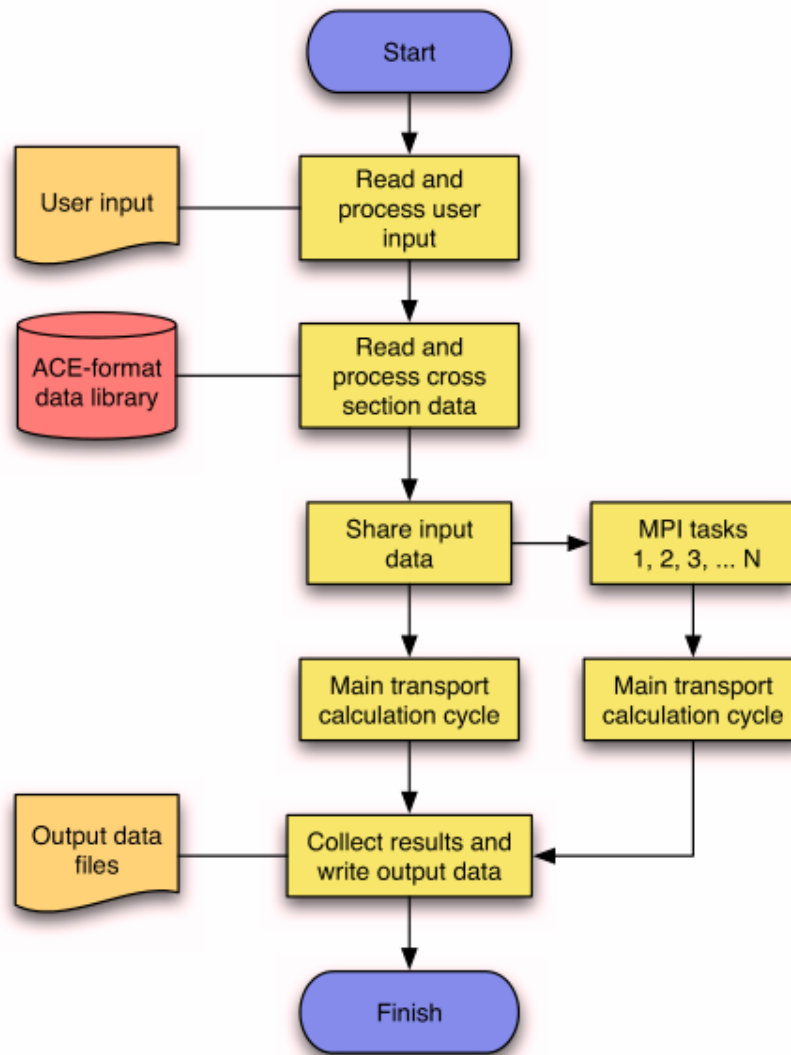 Start
User input
Read and
process user
input
ACE-format
data library
Read and
process cross
section data
Share input
data
MPI tasks
1, 2, 3, ... N
Main transport
calculation cycle
Main transport
calculation cycle
Output data
files
Collect results and
write output data
Finish